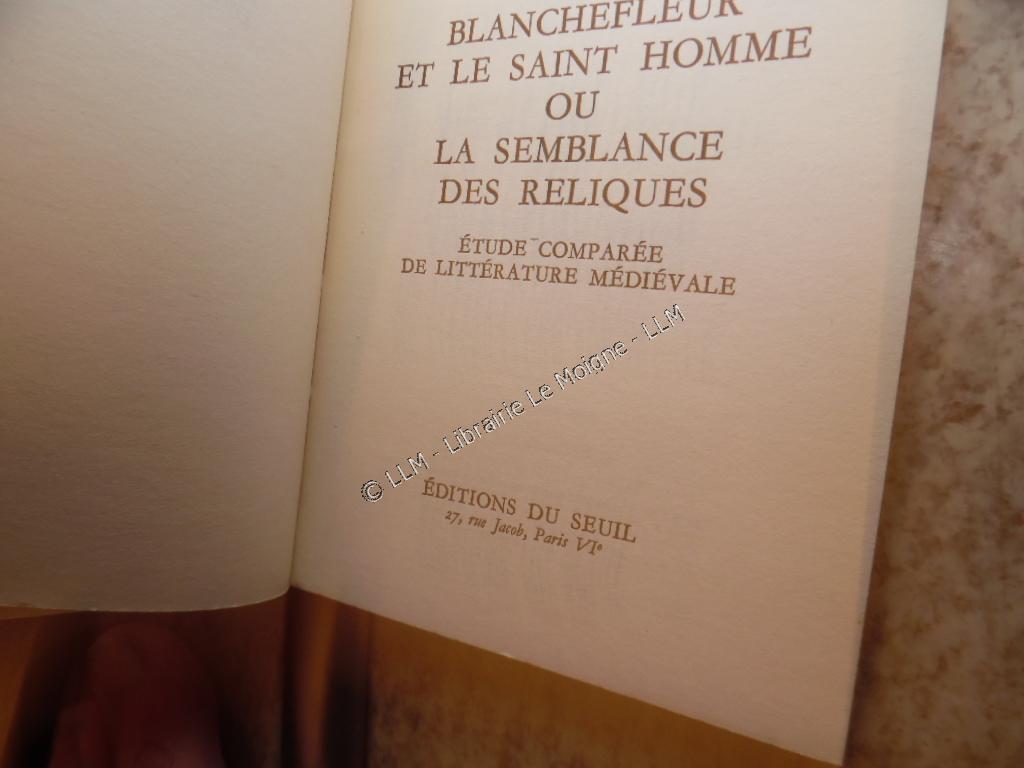 BLANCHEFLEUR
ET LE SAINT HOMME
OU
LA SEMBLANCE
DES RELIQUES
ÉTUDE COMPARÉE
DE LITTÉRATURE MÉDIÉVALE
© LLM - Librairie Le Moigne - LLM
ÉDITIONS DU SEUIL
27, rue Jacob, Paris VIe